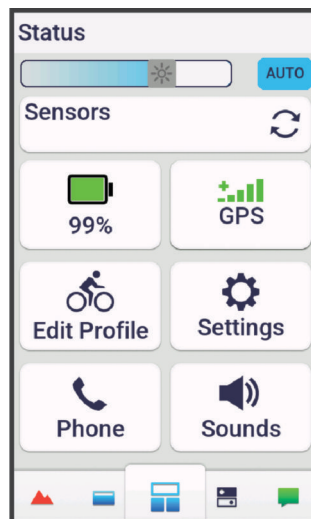 Status
AUTO
Sensors
99%
GPS
Edit Profile
Settings
Phone
Sounds